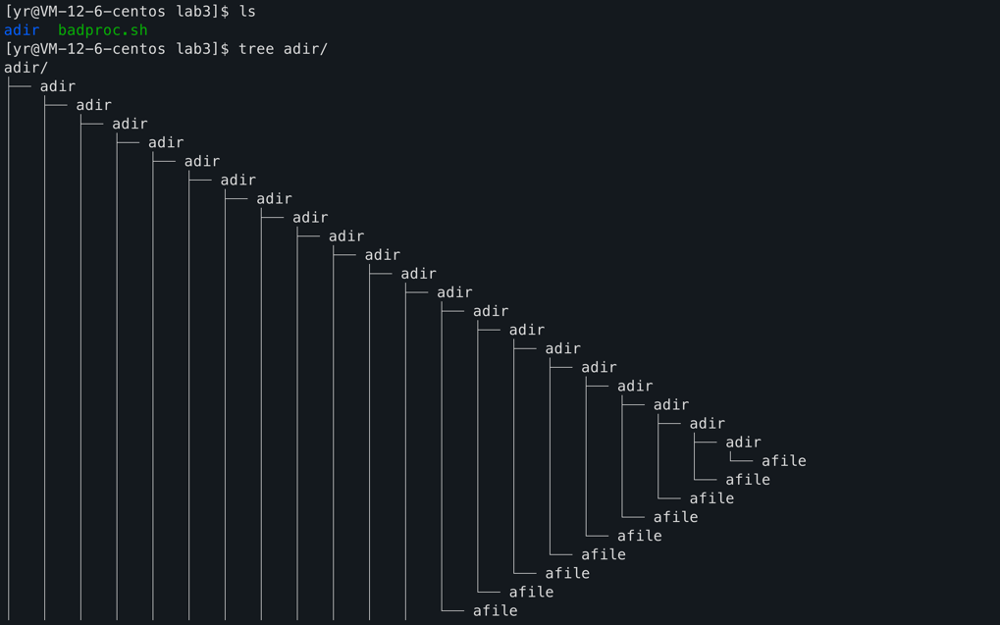 [yr@VM-12-6-centos lab3]$ ls
adir  badproc.sh
[yr@VM-12-6-centos lab3]$ tree adir/
adir/
├── adir
│   ├── adir
│   │   ├── adir
│   │   │   ├── adir
│   │   │   │   ├── adir
│   │   │   │   │   ├── adir
│   │   │   │   │   │   ├── adir
│   │   │   │   │   │   │   ├── adir
│   │   │   │   │   │   │   │   ├── adir
│   │   │   │   │   │   │   │   │   ├── adir
│   │   │   │   │   │   │   │   │   │   ├── adir
│   │   │   │   │   │   │   │   │   │   │   ├── adir
│   │   │   │   │   │   │   │   │   │   │   │   ├── adir
│   │   │   │   │   │   │   │   │   │   │   │   │   ├── adir
│   │   │   │   │   │   │   │   │   │   │   │   │   │   ├── adir
│   │   │   │   │   │   │   │   │   │   │   │   │   │   │   ├── adir
│   │   │   │   │   │   │   │   │   │   │   │   │   │   │   │   ├── adir
│   │   │   │   │   │   │   │   │   │   │   │   │   │   │   │   │   ├── adir
│   │   │   │   │   │   │   │   │   │   │   │   │   │   │   │   │   │   ├── adir
│   │   │   │   │   │   │   │   │   │   │   │   │   │   │   │   │   │   │   ├── adir
│   │   │   │   │   │   │   │   │   │   │   │   │   │   │   │   │   │   │   │   └── afile
│   │   │   │   │   │   │   │   │   │   │   │   │   │   │   │   │   │   │   └── afile
│   │   │   │   │   │   │   │   │   │   │   │   │   │   │   │   │   │   └── afile
│   │   │   │   │   │   │   │   │   │   │   │   │   │   │   │   │   └── afile
│   │   │   │   │   │   │   │   │   │   │   │   │   │   │   │   └── afile
│   │   │   │   │   │   │   │   │   │   │   │   │   │   │   └── afile
│   │   │   │   │   │   │   │   │   │   │   │   │   │   └── afile
│   │   │   │   │   │   │   │   │   │   │   │   │   └── afile
│   │   │   │   │   │   │   │   │   │   │   │   └── afile